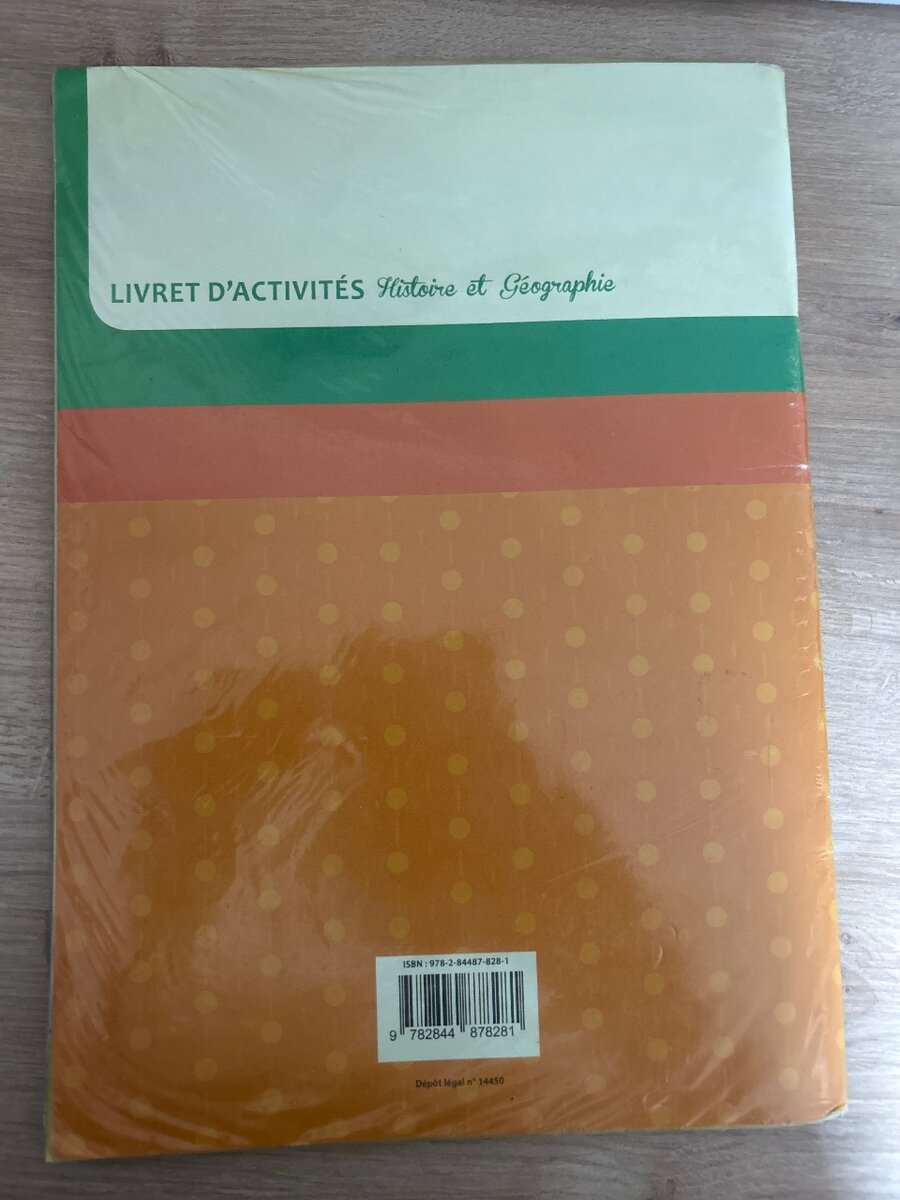 LIVRET D'ACTIVITÉS Histoire et Géographie
ISBN : 978-2-84487-828-1
9 782844 878281
Dépôt légal n° 14450